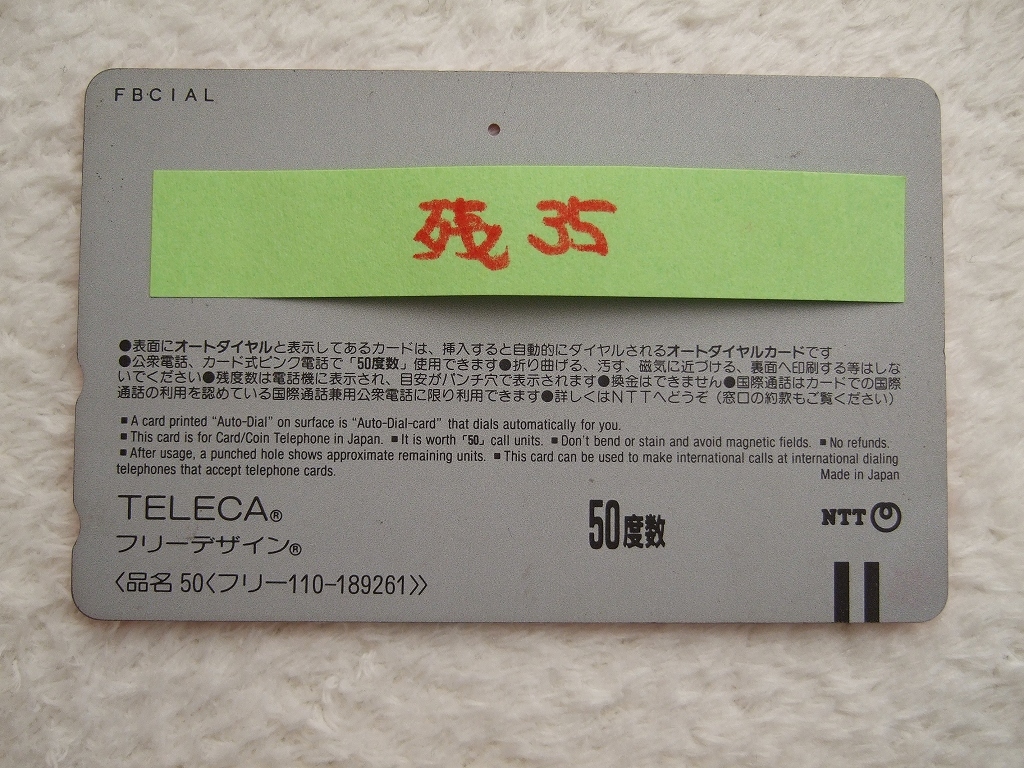 FBCIAL
残 35
●表面にオートダイヤルと表示してあるカードは、挿入すると自動的にダイヤルされるオートダイヤルカードです
●公衆電話、カード式ピンク電話で「50度数」使用できます●折り曲げる、汚す、磁気に近づける、裏面へ印刷する等はしな
いでください●残度数は電話機に表示され、目安がパンチ穴で表示されます●換金はできません●国際通話はカードでの国際
通話の利用を認めている国際通話兼用公衆電話に限り利用できます●詳しくはNTTへどうぞ（窓口の約款もご覧ください）
■ A card printed "Auto-Dial" on surface is "Auto-Dial-card" that dials automatically for you.
■ This card is for Card/Coin Telephone in Japan. ■ It is worth「50」call units. ■ Don't bend or stain and avoid magnetic fields. ■ No refunds.
■ After usage, a punched hole shows approximate remaining units. ■ This card can be used to make international calls at international dialing
telephones that accept telephone cards.
Made in Japan
TELECA®
フリーデザイン®
50度数
NTT
〈品名 50〈フリー110-189261〉〉